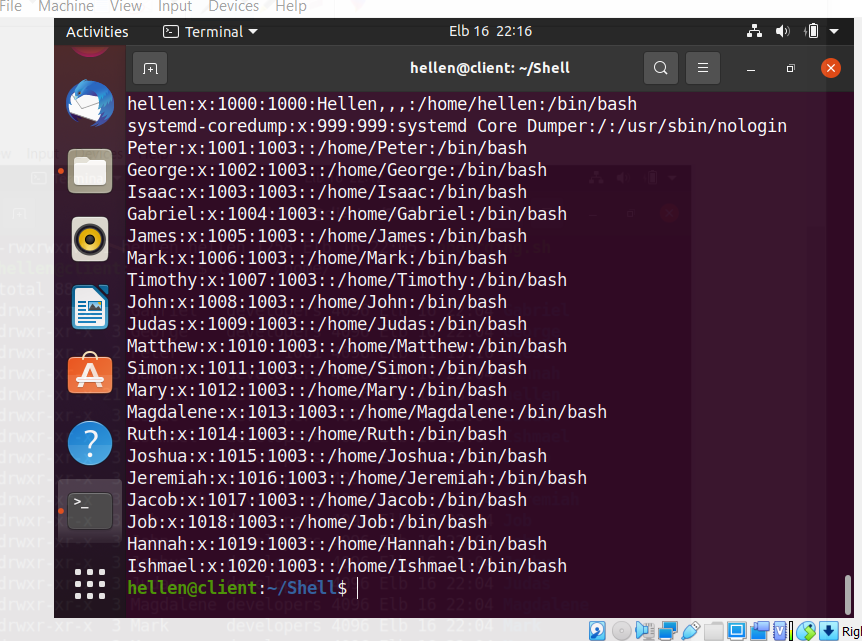 File Machine View Input Devices Help
Activities Terminal Elb 16 22:16
hellen@client: ~/Shell
hellen:x:1000:1000:Hellen,,,:/home/hellen:/bin/bash
systemd-coredump:x:999:999:systemd Core Dumper:/:/usr/sbin/nologin
Peter:x:1001:1003::/home/Peter:/bin/bash
George:x:1002:1003::/home/George:/bin/bash
Isaac:x:1003:1003::/home/Isaac:/bin/bash
Gabriel:x:1004:1003::/home/Gabriel:/bin/bash
James:x:1005:1003::/home/James:/bin/bash
Mark:x:1006:1003::/home/Mark:/bin/bash
Timothy:x:1007:1003::/home/Timothy:/bin/bash
John:x:1008:1003::/home/John:/bin/bash
Judas:x:1009:1003::/home/Judas:/bin/bash
Matthew:x:1010:1003::/home/Matthew:/bin/bash
Simon:x:1011:1003::/home/Simon:/bin/bash
Mary:x:1012:1003::/home/Mary:/bin/bash
Magdalene:x:1013:1003::/home/Magdalene:/bin/bash
Ruth:x:1014:1003::/home/Ruth:/bin/bash
Joshua:x:1015:1003::/home/Joshua:/bin/bash
Jeremiah:x:1016:1003::/home/Jeremiah:/bin/bash
Jacob:x:1017:1003::/home/Jacob:/bin/bash
Job:x:1018:1003::/home/Job:/bin/bash
Hannah:x:1019:1003::/home/Hannah:/bin/bash
Ishmael:x:1020:1003::/home/Ishmael:/bin/bash
hellen@client:~/Shell$
Magdalene developers 4096 Elb 16 22:04 Magdalene
Righ